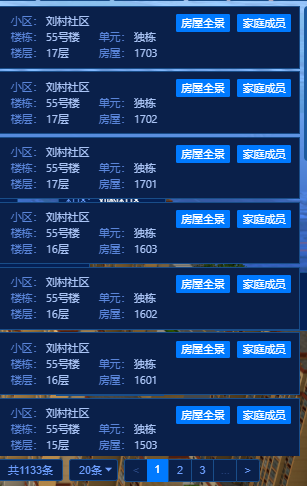 小区： 刘村社区 房屋全景 家庭成员
楼栋： 55号楼 单元： 独栋
楼层： 17层 房屋： 1703
小区： 刘村社区 房屋全景 家庭成员
楼栋： 55号楼 单元： 独栋
楼层： 17层 房屋： 1702
小区： 刘村社区 房屋全景 家庭成员
楼栋： 55号楼 单元： 独栋
楼层： 17层 房屋： 1701
小区： 刘村社区 房屋全景 家庭成员
楼栋： 55号楼 单元： 独栋
楼层： 16层 房屋： 1603
小区： 刘村社区 房屋全景 家庭成员
楼栋： 55号楼 单元： 独栋
楼层： 16层 房屋： 1602
小区： 刘村社区 房屋全景 家庭成员
楼栋： 55号楼 单元： 独栋
楼层： 16层 房屋： 1601
小区： 刘村社区 房屋全景 家庭成员
楼栋： 55号楼 单元： 独栋
楼层： 15层 房屋： 1503
共1133条 20条 < 1 2 3 ... >